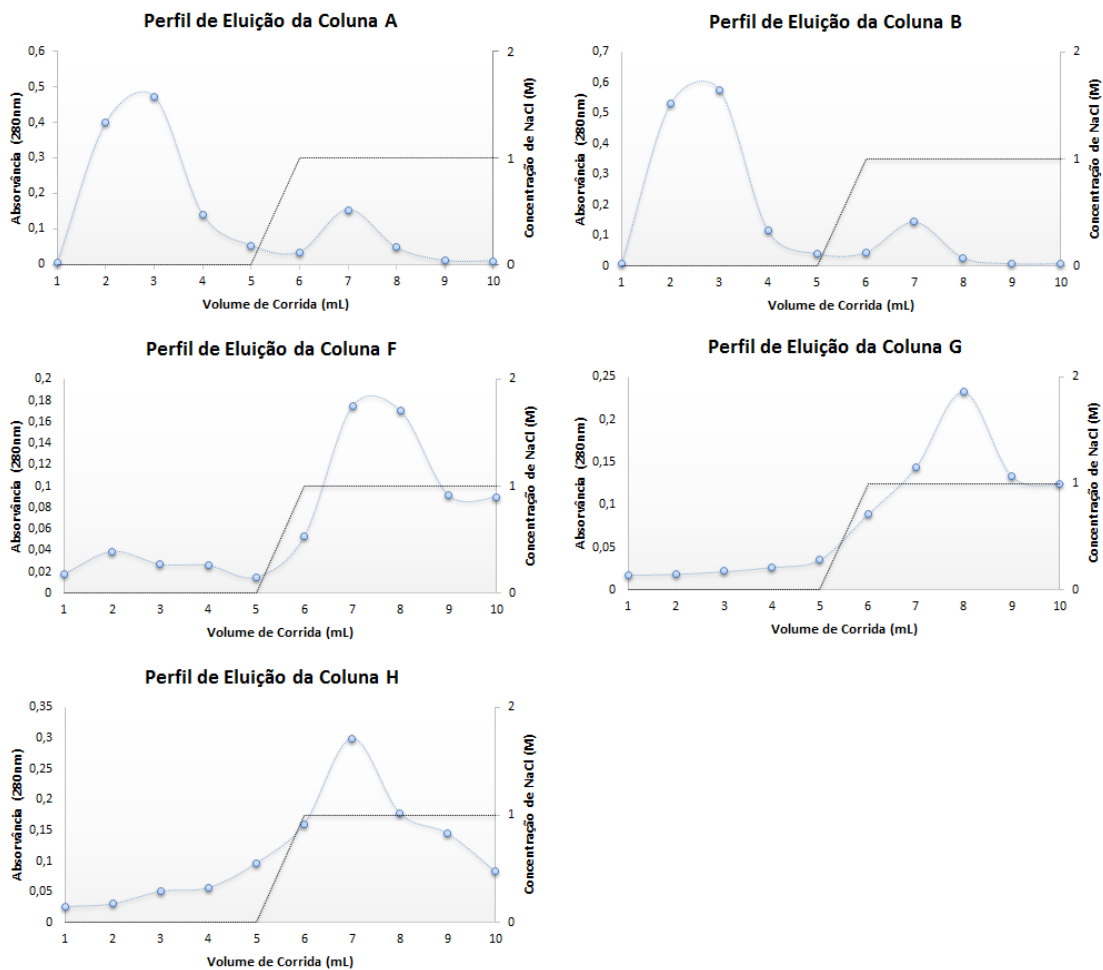 Perfil de Eluição da Coluna A
0,6
0,5
0,4
0,3
0,2
0,1
0
2
1
0
1 2 3 4 5 6 7 8 9 10
Absorvância (280nm)
Concentração de NaCl (M)
Volume de Corrida (mL)
Perfil de Eluição da Coluna B
0,7
0,6
0,5
0,4
0,3
0,2
0,1
0
2
1
0
1 2 3 4 5 6 7 8 9 10
Absorvância (280nm)
Concentração de NaCl (M)
Volume de Corrida (mL)
Perfil de Eluição da Coluna F
0,2
0,18
0,16
0,14
0,12
0,1
0,08
0,06
0,04
0,02
0
2
1
0
1 2 3 4 5 6 7 8 9 10
Absorvância (280nm)
Concentração de NaCl (M)
Volume de Corrida (mL)
Perfil de Eluição da Coluna G
0,25
0,2
0,15
0,1
0,05
0
2
1
0
1 2 3 4 5 6 7 8 9 10
Absorvância (280nm)
Concentração de NaCl (M)
Volume de Corrida (mL)
Perfil de Eluição da Coluna H
0,35
0,3
0,25
0,2
0,15
0,1
0,05
0
2
1
0
1 2 3 4 5 6 7 8 9 10
Absorvância (280nm)
Concentração de NaCl (M)
Volume de Corrida (mL)